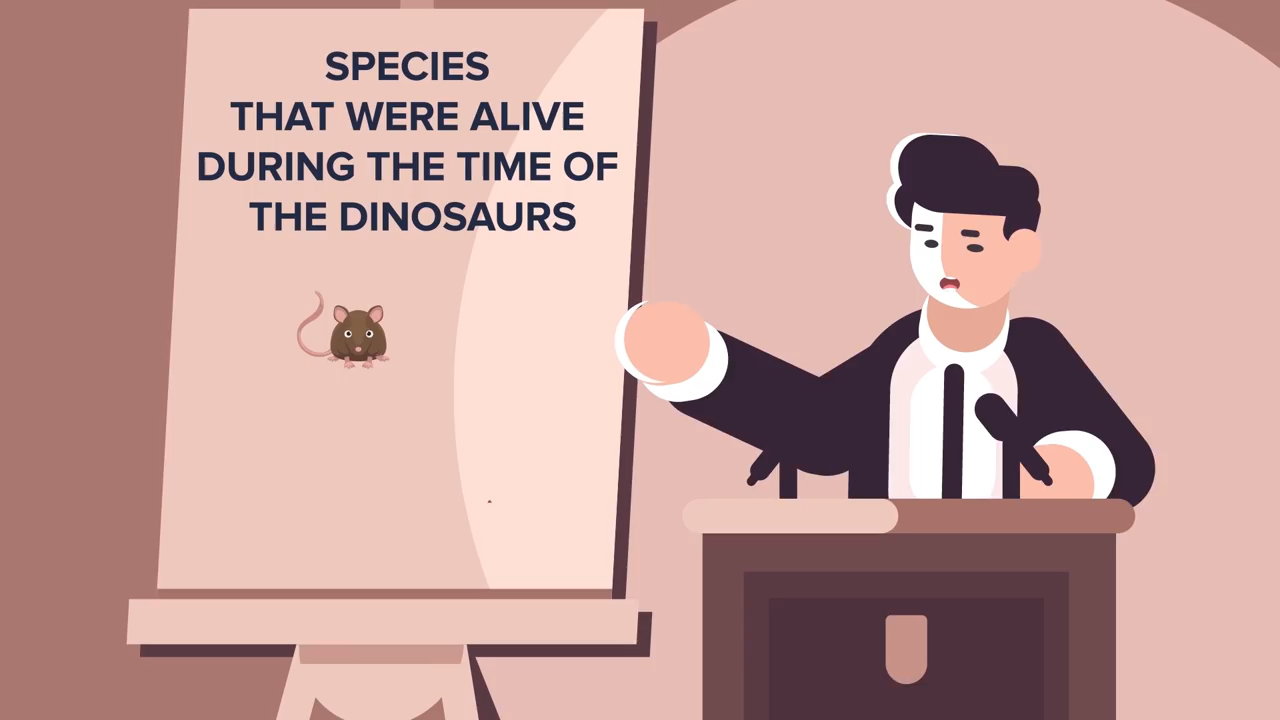 SPECIES
THAT WERE ALIVE
DURING THE TIME OF
THE DINOSAURS